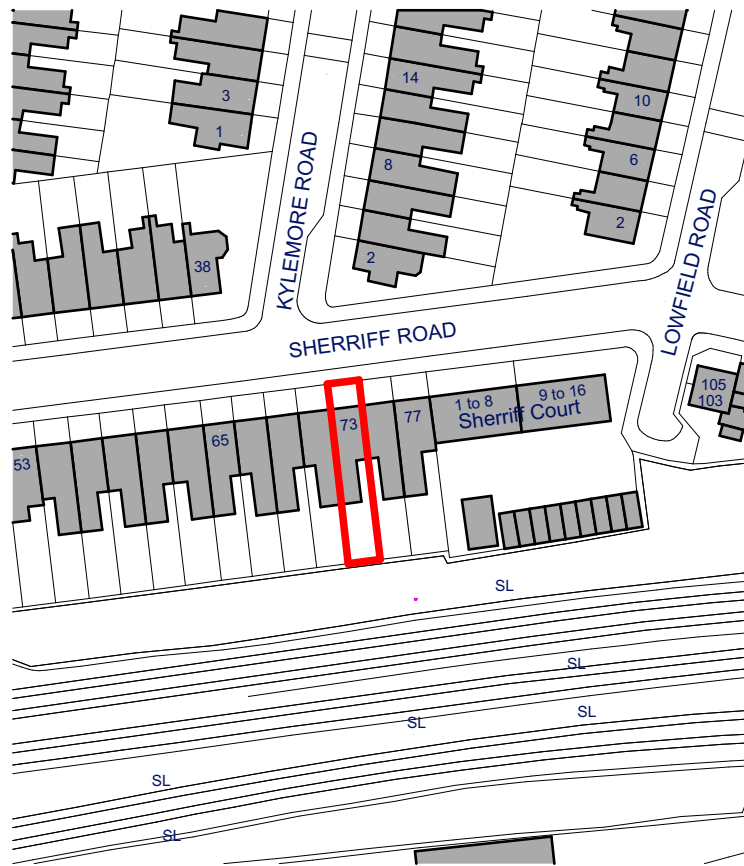 14
3
10
1
8
6
KYLEMORE ROAD
2
LOWFIELD ROAD
2
38
SHERRIFF ROAD
105
103
1 to 8
9 to 16
Sherriff Court
77
73
65
53
SL
SL
SL
SL
SL
SL